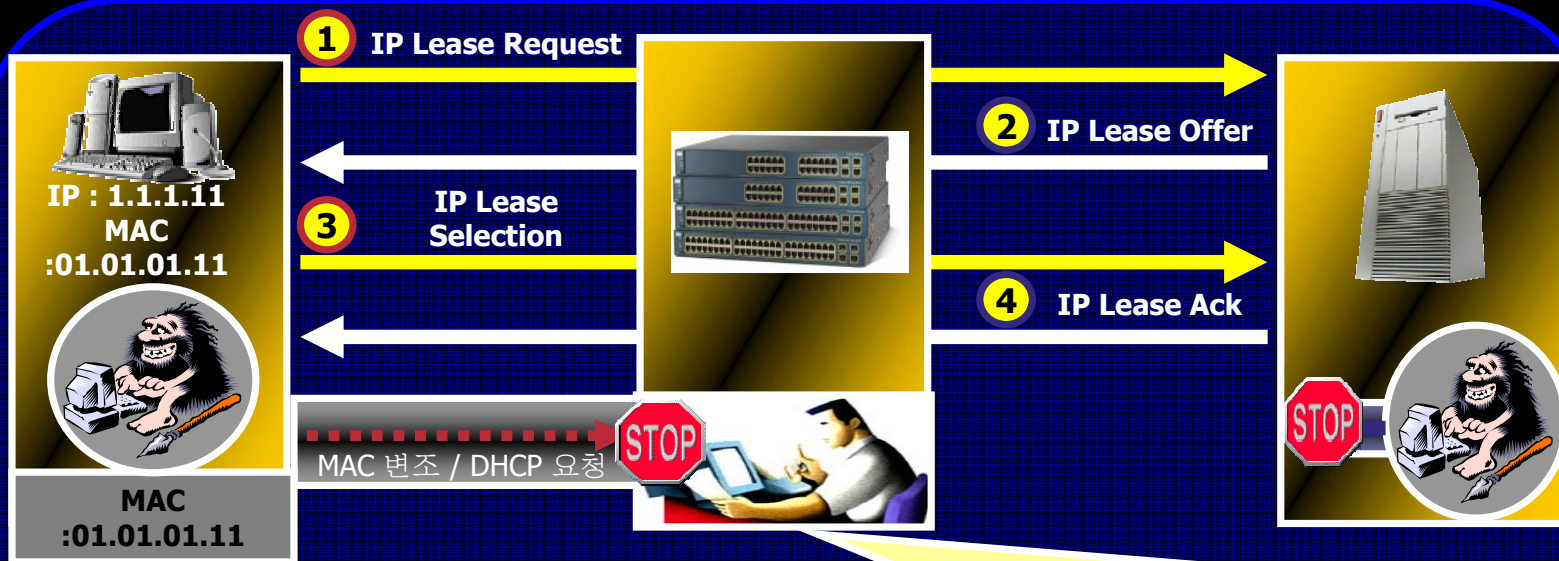 1 IP Lease Request
2 IP Lease Offer
IP : 1.1.1.11
MAC
:01.01.01.11
3 IP Lease
Selection
4 IP Lease Ack
MAC 변조 / DHCP 요청
STOP
STOP
MAC
:01.01.01.11